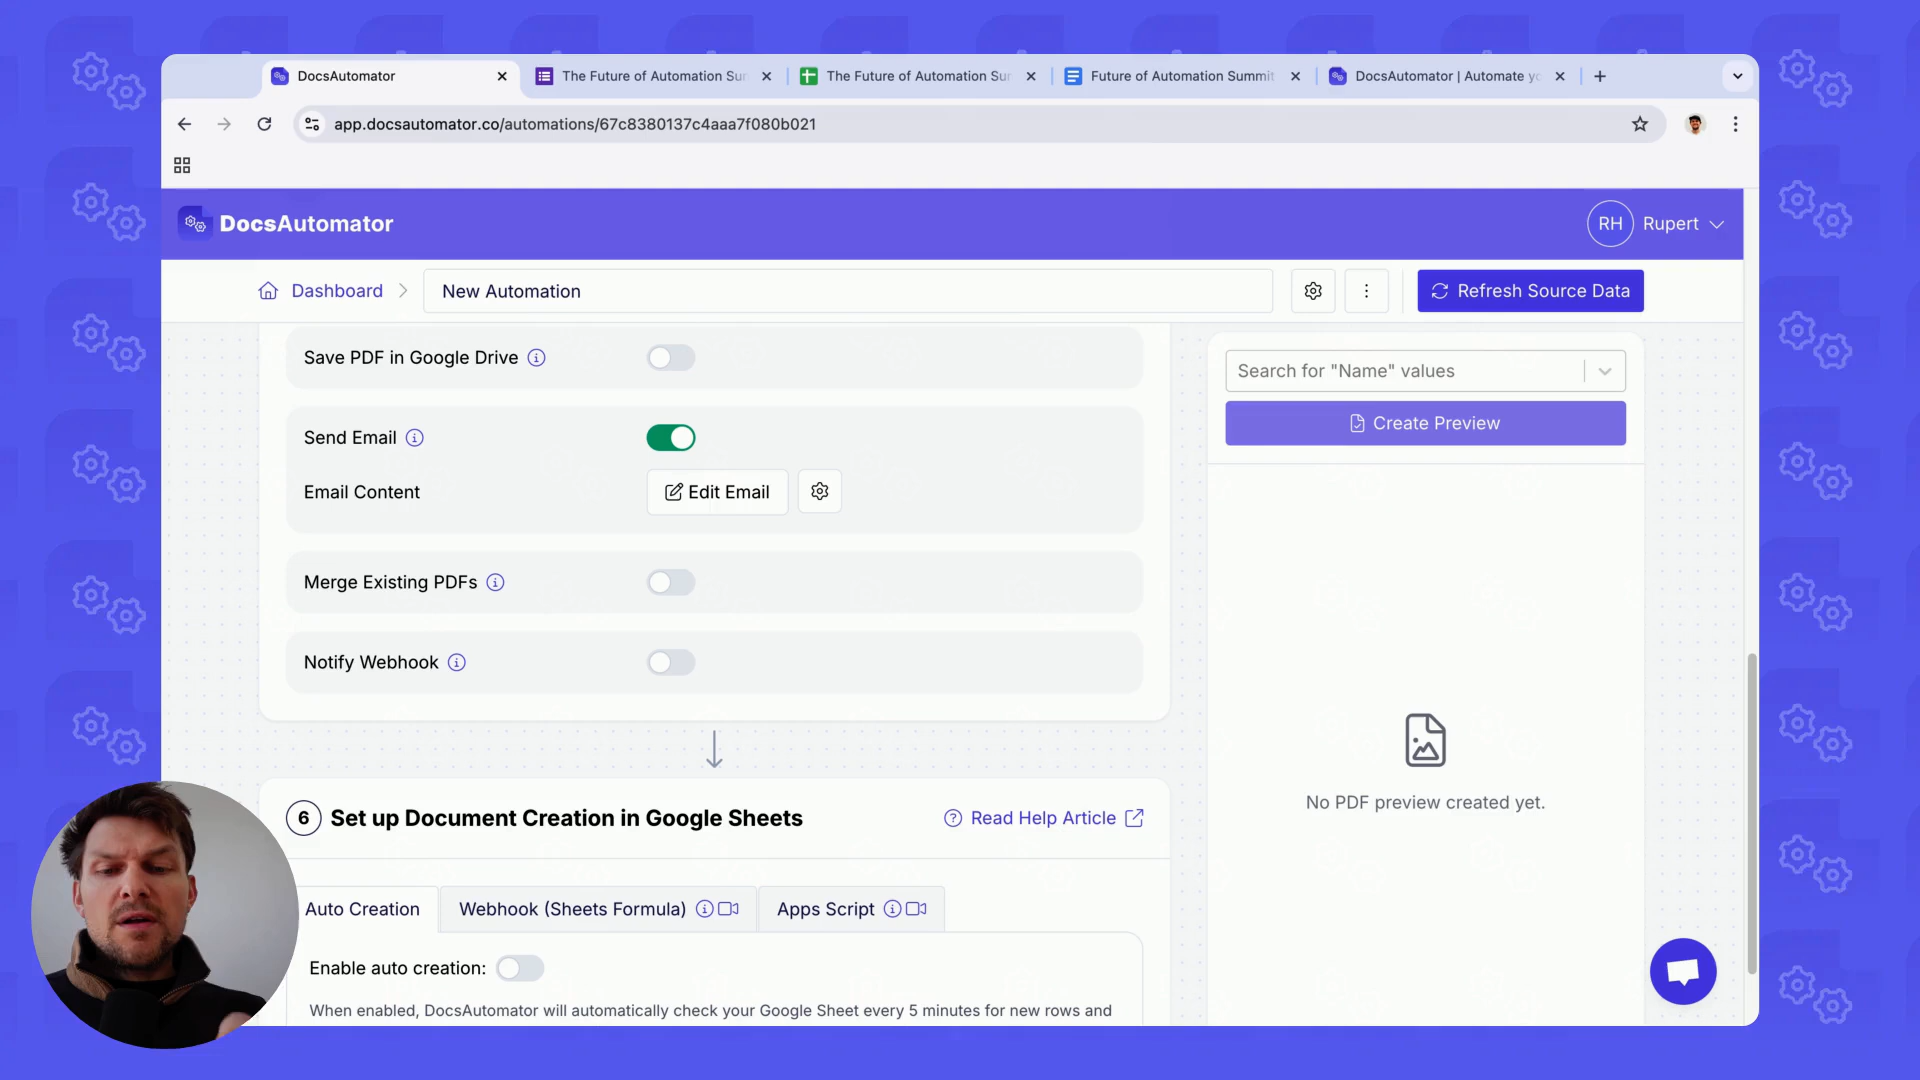 DocsAutomator
The Future of Automation Sur
The Future of Automation Sur
Future of Automation Summit
DocsAutomator | Automate yo
app.docsautomator.co/automations/67c8380137c4aaa7f080b021
DocsAutomator
RH
Rupert
Dashboard
New Automation
Refresh Source Data
Save PDF in Google Drive
Send Email
Email Content
Edit Email
Merge Existing PDFs
Notify Webhook
Search for "Name" values
Create Preview
No PDF preview created yet.
6
Set up Document Creation in Google Sheets
Read Help Article
Auto Creation
Webhook (Sheets Formula)
Apps Script
Enable auto creation:
When enabled, DocsAutomator will automatically check your Google Sheet every 5 minutes for new rows and